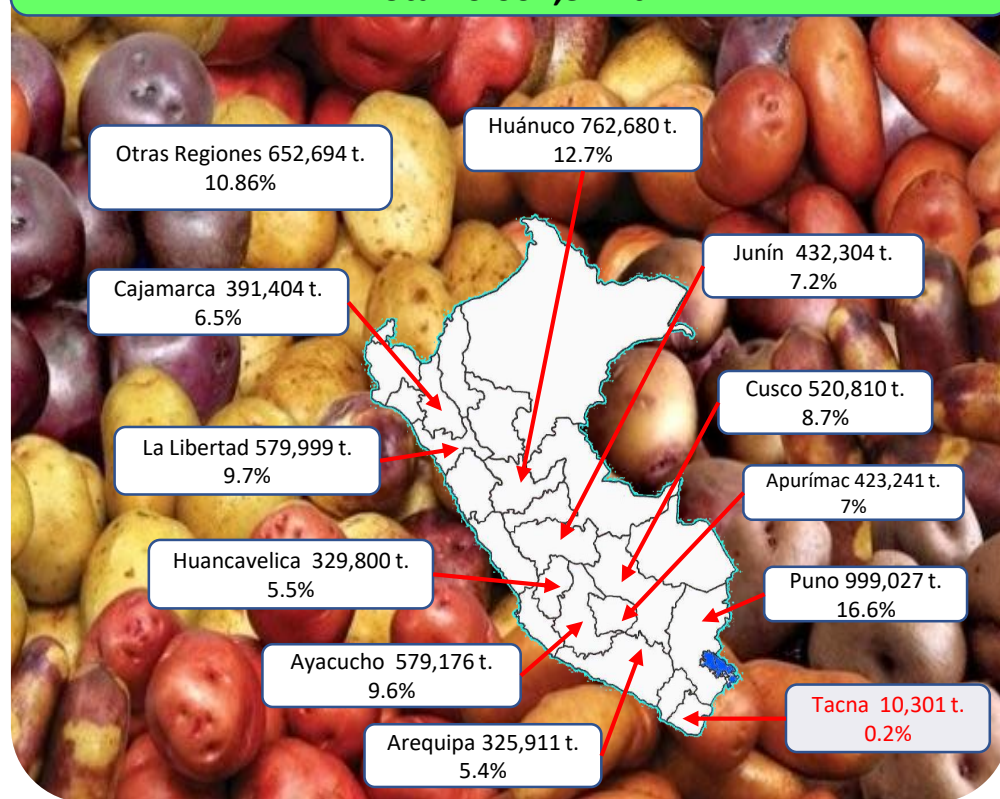 Huánuco 762,680 t.
12.7%
Otras Regiones 652,694 t.
10.86%
Junín 432,304 t.
7.2%
Cajamarca 391,404 t.
6.5%
Cusco 520,810 t.
8.7%
La Libertad 579,999 t.
9.7%
Apurímac 423,241 t.
7%
Huancavelica 329,800 t.
5.5%
Puno 999,027 t.
16.6%
Ayacucho 579,176 t.
9.6%
Tacna 10,301 t.
0.2%
Arequipa 325,911 t.
5.4%